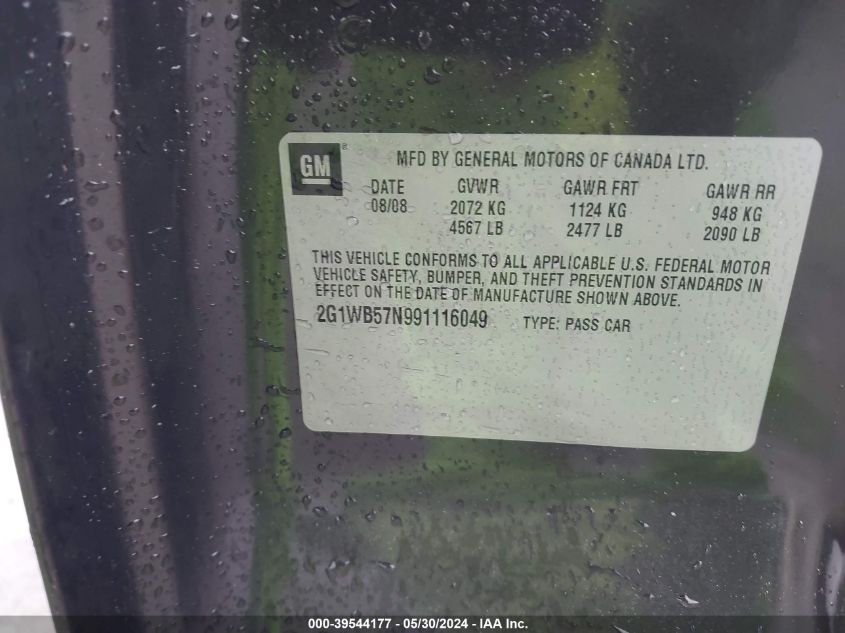 GM
MFD BY GENERAL MOTORS OF CANADA LTD.
DATE GVWR GAWR FRT GAWR RR
08/08 2072 KG 1124 KG 948 KG
4567 LB 2477 LB 2090 LB
THIS VEHICLE CONFORMS TO ALL APPLICABLE U.S. FEDERAL MOTOR
VEHICLE SAFETY, BUMPER, AND THEFT PREVENTION STANDARDS IN
EFFECT ON THE DATE OF MANUFACTURE SHOWN ABOVE.
2G1WB57N991116049 TYPE: PASS CAR
000-39544177 - 05/30/2024 - IAA Inc.